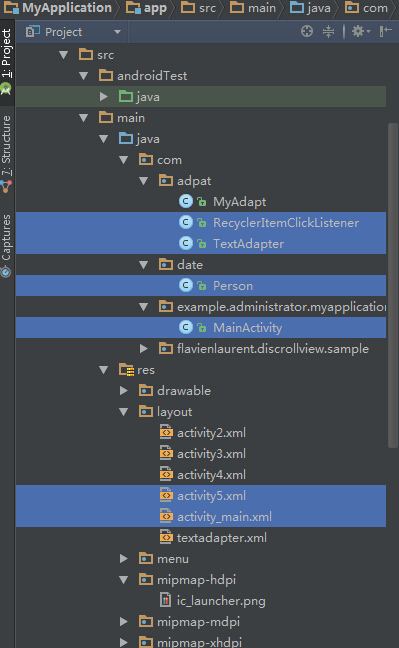 MyApplication app src main java com
Project
src
androidTest
java
main
java
com
adpat
MyAdapt
RecyclerItemClickListener
TextAdapter
date
Person
example.administrator.myapplication
MainActivity
flavienlaurent.discrollview.sample
res
drawable
layout
activity2.xml
activity3.xml
activity4.xml
activity5.xml
activity_main.xml
textadapter.xml
menu
mipmap-hdpi
ic_launcher.png
mipmap-mdpi
mipmap-xhdpi
1: Project
7: Structure
Captures